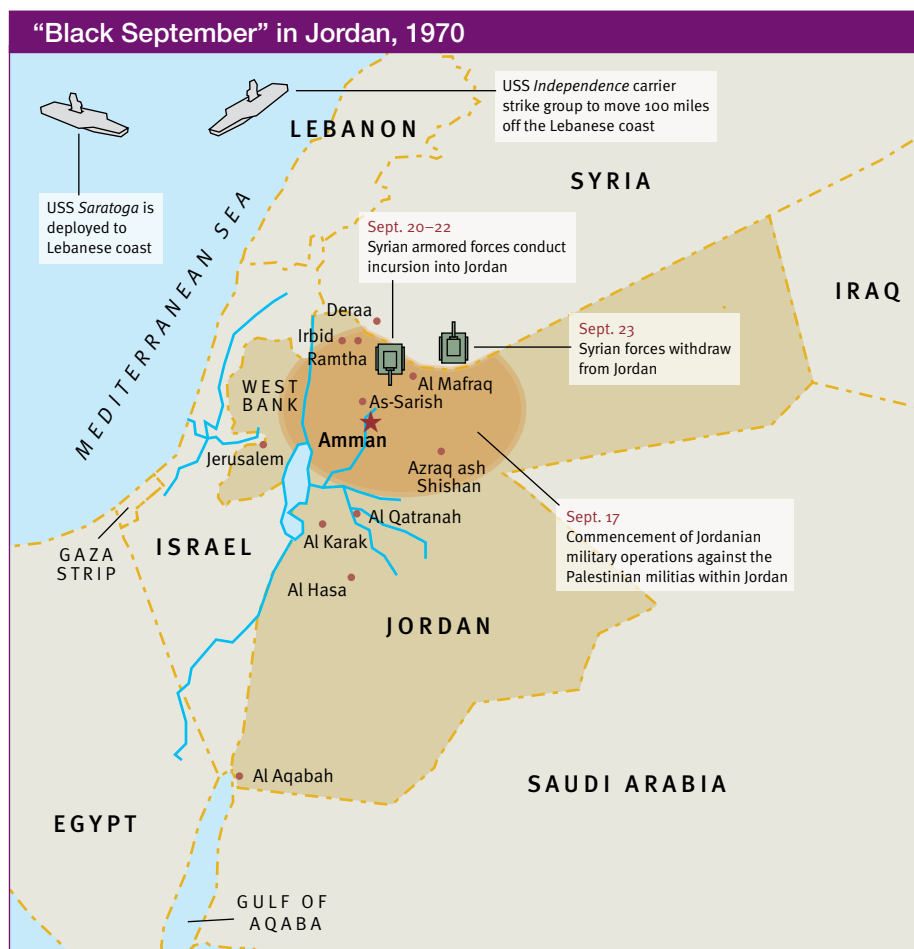 “Black September” in Jordan, 1970
USS Independence carrier
strike group to move 100 miles
off the Lebanese coast
LEBANON
SYRIA
USS Saratoga is
deployed to
Lebanese coast
MEDITERRANEAN SEA
Sept. 20–22
Syrian armored forces conduct
incursion into Jordan
IRAQ
Deraa
Irbid
Ramtha
Sept. 23
Syrian forces withdraw
from Jordan
WEST
BANK
Al Mafraq
As-Sarish
Amman
Jerusalem
Azraq ash
Shishan
Sept. 17
Commencement of Jordanian
military operations against the
Palestinian militias within Jordan
Al Qatranah
GAZA
STRIP
ISRAEL
Al Karak
Al Hasa
JORDAN
Al Aqabah
SAUDI ARABIA
EGYPT
GULF OF
AQABA